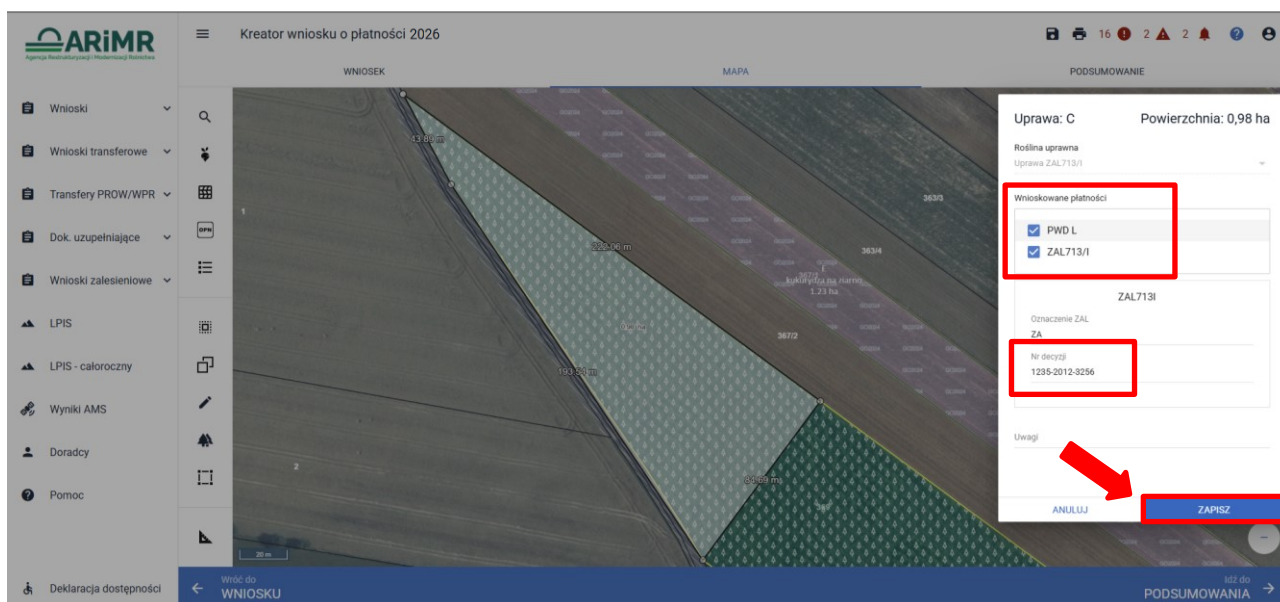 ARiMR
Agencja Restrukturyzacji i Modernizacji Rolnictwa
Kreator wniosku o płatności 2026
16 2 2
WNIOSEK
MAPA
PODSUMOWANIE
Wnioski
Wnioski transferowe
Transfery PROW/WPR
Dok. uzupełniające
Wnioski zalesieniowe
LPIS
LPIS - całoroczny
Wyniki AMS
Doradcy
Pomoc
Deklaracja dostępności
OPN
43.89 m
1
222.06 m
363/3
363/4
kukurydza na ziarno
1.23 ha
367/2
193.54 m
2
84.69 m
20 m
Uprawa: C
Powierzchnia: 0,98 ha
Roślina uprawna
Uprawa ZAL713/I
Wnioskowane płatności
PWD L
ZAL713/I
ZAL713I
Oznaczenie ZAL
ZA
Nr decyzji
1235-2012-3256
Uwagi
ANULUJ
ZAPISZ
Wróć do
WNIOSKU
Idź do
PODSUMOWANIA